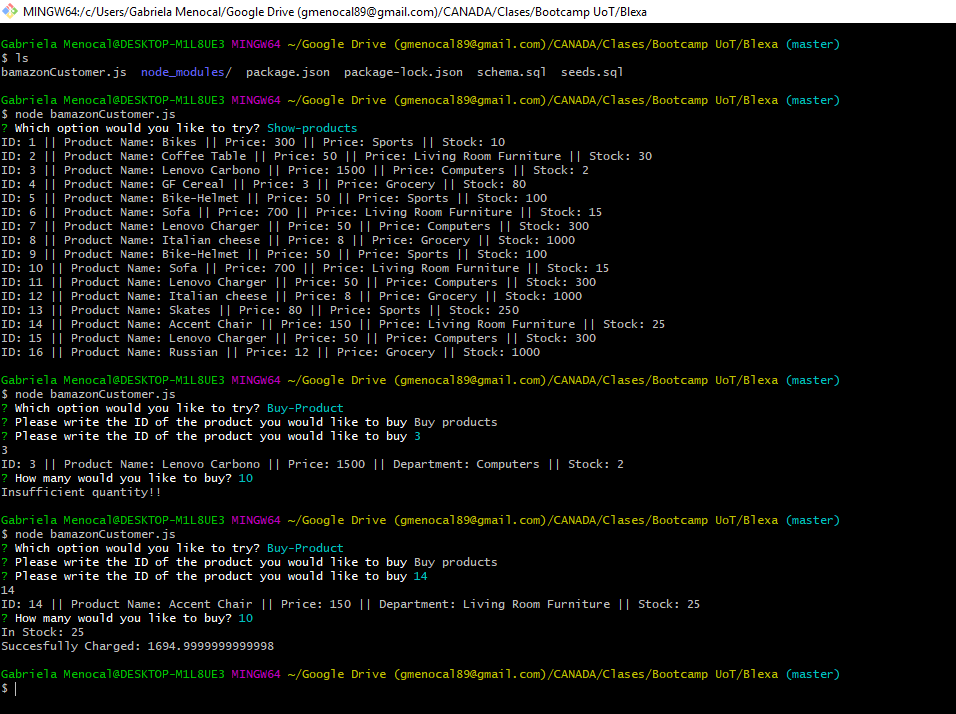 MINGW64:/c/Users/Gabriela Menocal/Google Drive (gmenocal89@gmail.com)/CANADA/Clases/Bootcamp UoT/Blexa
Gabriela Menocal@DESKTOP-M1L8UE3 MINGW64 ~/Google Drive (gmenocal89@gmail.com)/CANADA/Clases/Bootcamp UoT/Blexa (master)
$ ls
bamazonCustomer.js  node_modules/  package.json  package-lock.json  schema.sql  seeds.sql
Gabriela Menocal@DESKTOP-M1L8UE3 MINGW64 ~/Google Drive (gmenocal89@gmail.com)/CANADA/Clases/Bootcamp UoT/Blexa (master)
$ node bamazonCustomer.js
? Which option would you like to try? Show-products
ID: 1 || Product Name: Bikes || Price: 300 || Price: Sports || Stock: 10
ID: 2 || Product Name: Coffee Table || Price: 50 || Price: Living Room Furniture || Stock: 30
ID: 3 || Product Name: Lenovo Carbono || Price: 1500 || Price: Computers || Stock: 2
ID: 4 || Product Name: GF Cereal || Price: 3 || Price: Grocery || Stock: 80
ID: 5 || Product Name: Bike-Helmet || Price: 50 || Price: Sports || Stock: 100
ID: 6 || Product Name: Sofa || Price: 700 || Price: Living Room Furniture || Stock: 15
ID: 7 || Product Name: Lenovo Charger || Price: 50 || Price: Computers || Stock: 300
ID: 8 || Product Name: Italian cheese || Price: 8 || Price: Grocery || Stock: 1000
ID: 9 || Product Name: Bike-Helmet || Price: 50 || Price: Sports || Stock: 100
ID: 10 || Product Name: Sofa || Price: 700 || Price: Living Room Furniture || Stock: 15
ID: 11 || Product Name: Lenovo Charger || Price: 50 || Price: Computers || Stock: 300
ID: 12 || Product Name: Italian cheese || Price: 8 || Price: Grocery || Stock: 1000
ID: 13 || Product Name: Skates || Price: 80 || Price: Sports || Stock: 250
ID: 14 || Product Name: Accent Chair || Price: 150 || Price: Living Room Furniture || Stock: 25
ID: 15 || Product Name: Lenovo Charger || Price: 50 || Price: Computers || Stock: 300
ID: 16 || Product Name: Russian || Price: 12 || Price: Grocery || Stock: 1000
Gabriela Menocal@DESKTOP-M1L8UE3 MINGW64 ~/Google Drive (gmenocal89@gmail.com)/CANADA/Clases/Bootcamp UoT/Blexa (master)
$ node bamazonCustomer.js
? Which option would you like to try? Buy-Product
? Please write the ID of the product you would like to buy Buy products
? Please write the ID of the product you would like to buy 3
3
ID: 3 || Product Name: Lenovo Carbono || Price: 1500 || Department: Computers || Stock: 2
? How many would you like to buy? 10
Insufficient quantity!!
Gabriela Menocal@DESKTOP-M1L8UE3 MINGW64 ~/Google Drive (gmenocal89@gmail.com)/CANADA/Clases/Bootcamp UoT/Blexa (master)
$ node bamazonCustomer.js
? Which option would you like to try? Buy-Product
? Please write the ID of the product you would like to buy Buy products
? Please write the ID of the product you would like to buy 14
14
ID: 14 || Product Name: Accent Chair || Price: 150 || Department: Living Room Furniture || Stock: 25
? How many would you like to buy? 10
In Stock: 25
Succesfully Charged: 1694.9999999999998
Gabriela Menocal@DESKTOP-M1L8UE3 MINGW64 ~/Google Drive (gmenocal89@gmail.com)/CANADA/Clases/Bootcamp UoT/Blexa (master)
$